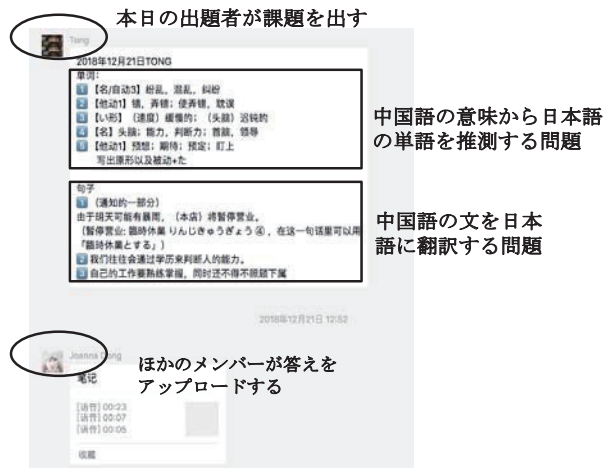 本日の出題者が課題を出す
Tong
2018年12月21日TONG
单词：
1 【名/自动3】纷乱，混乱，纠纷
2 【他动1】错，弄错；使弄错，耽误
3 【い形】（速度）缓慢的；（头脑）迟钝的
4 【名】头脑；能力，判断力；首脑，领导
5 【他动1】预想；期待；预定；盯上
写出原形以及被动+た
中国語の意味から日本語
の単語を推測する問題
句子
1 （通知的一部分）
由于明天可能有暴雨，（本店）将暂停营业。
（暂停营业: 臨時休業 りんじきゅうぎょう④ ，在这一句话里可以用
「臨時休業とする」）
2 我们往往会通过学历来判断人的能力。
3 自己的工作要熟练掌握，同时还不得不照顾下属
中国語の文を日本
語に翻訳する問題
2018年12月21日 12:52
Joanna Dong
ほかのメンバーが答えを
アップロードする
笔记
[语音] 00:23
[语音] 00:07
[语音] 00:05
收藏